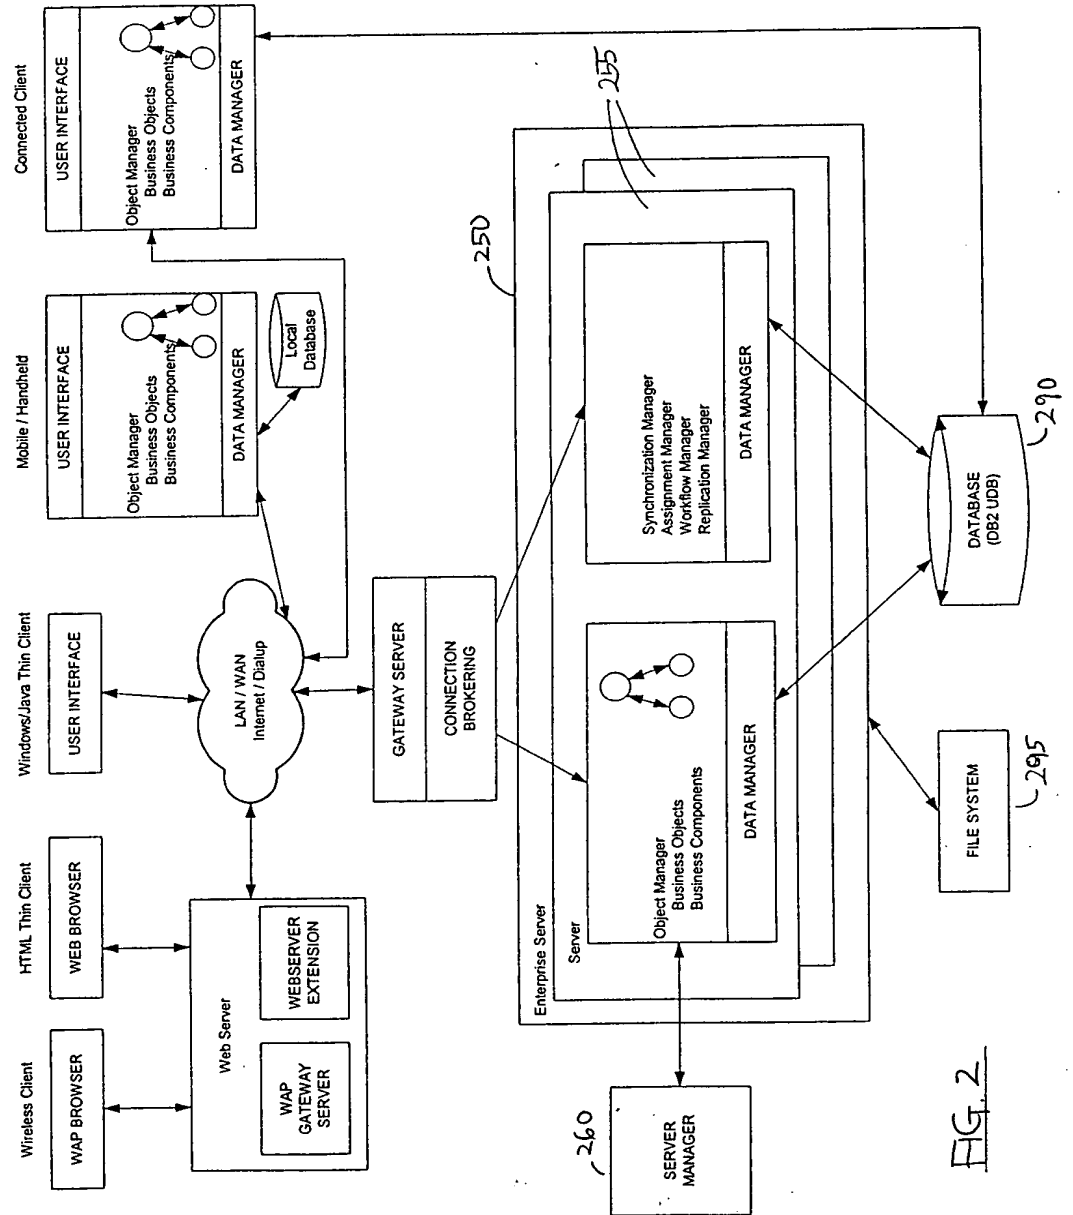 Wireless Client
WAP BROWSER
HTML Thin Client
WEB BROWSER
Windows/Java Thin Client
USER INTERFACE
Mobile / Handheld
USER INTERFACE
Object Manager
Business Objects
Business Components/
DATA MANAGER
Local
Database
Connected Client
USER INTERFACE
Object Manager
Business Objects
Business Components/
DATA MANAGER
Web Server
WAP
GATEWAY
SERVER
WEBSERVER
EXTENSION
LAN / WAN
Internet / Dialup
GATEWAY SERVER
CONNECTION
BROKERING
250
255
Enterprise Server
Server
Object Manager
Business Objects
Business Components
DATA MANAGER
Synchronization Manager
Assignment Manager
Workflow Manager
Replication Manager
DATA MANAGER
260
SERVER
MANAGER
FILE SYSTEM
295
DATABASE
(DB2 UDB)
290
FIG. 2